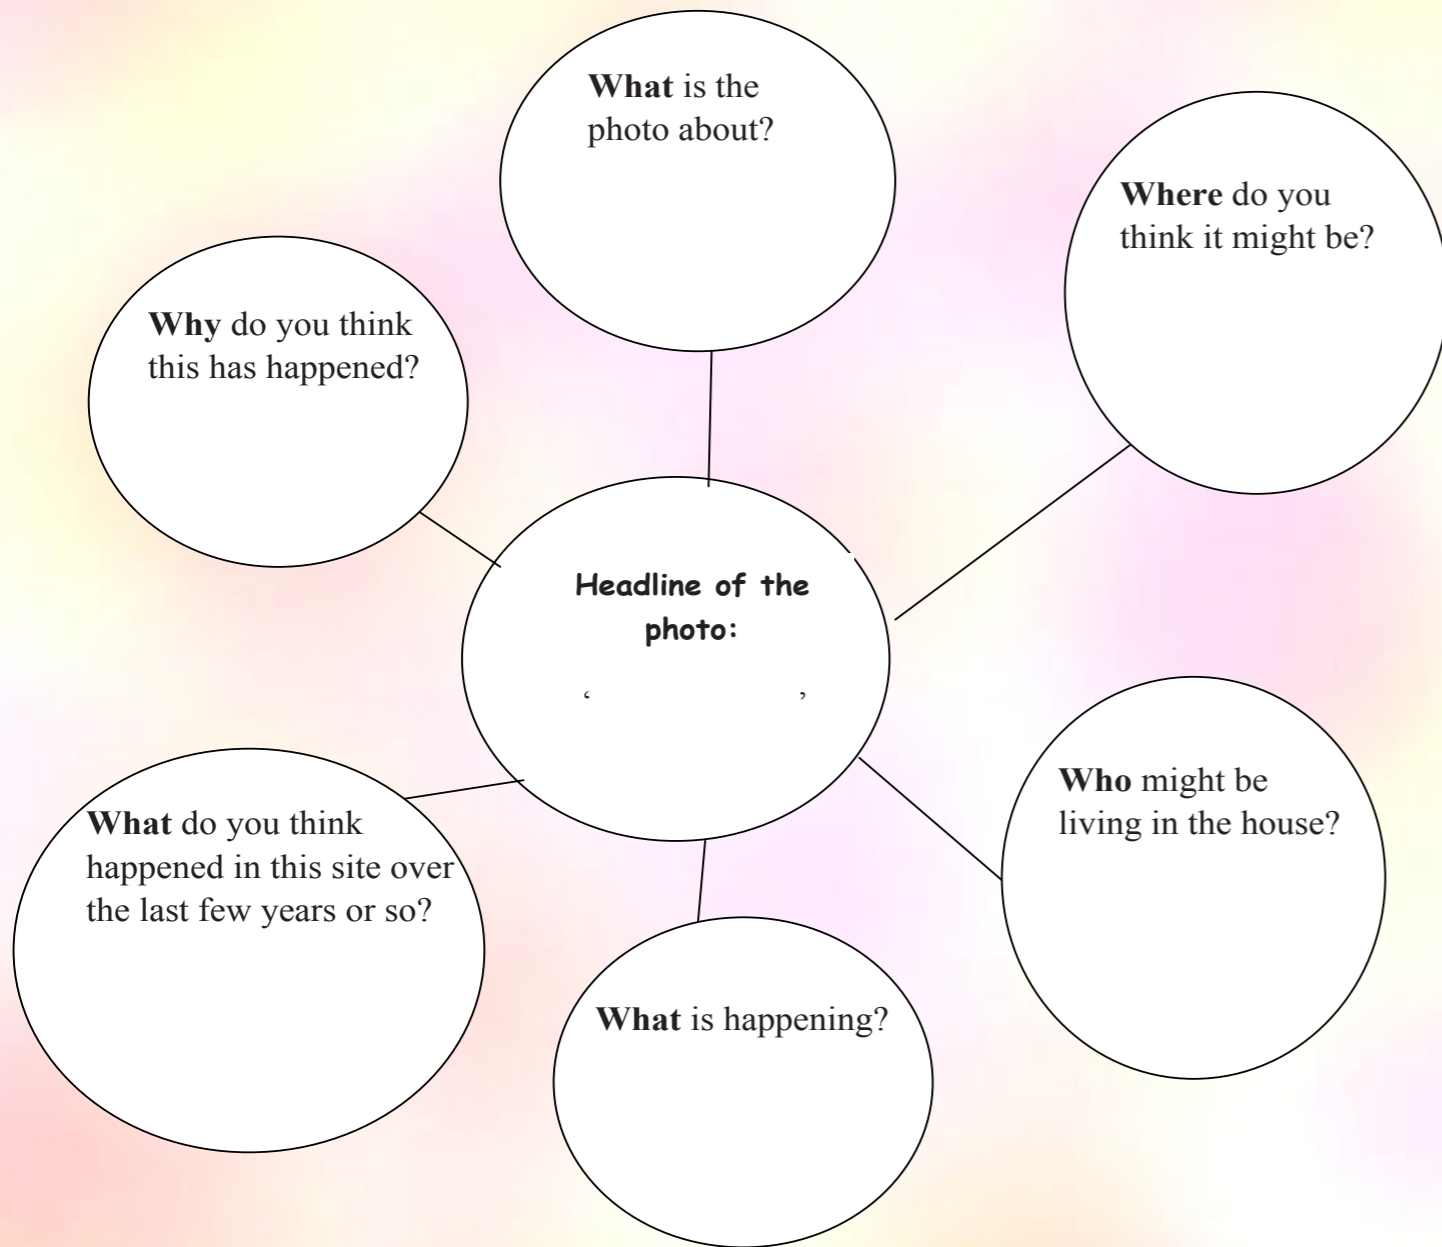 What is the
photo about?
Where do you
think it might be?
Why do you think
this has happened?
Headline of the
photo:
‘ ’
Who might be
living in the house?
What do you think
happened in this site over
the last few years or so?
What is happening?